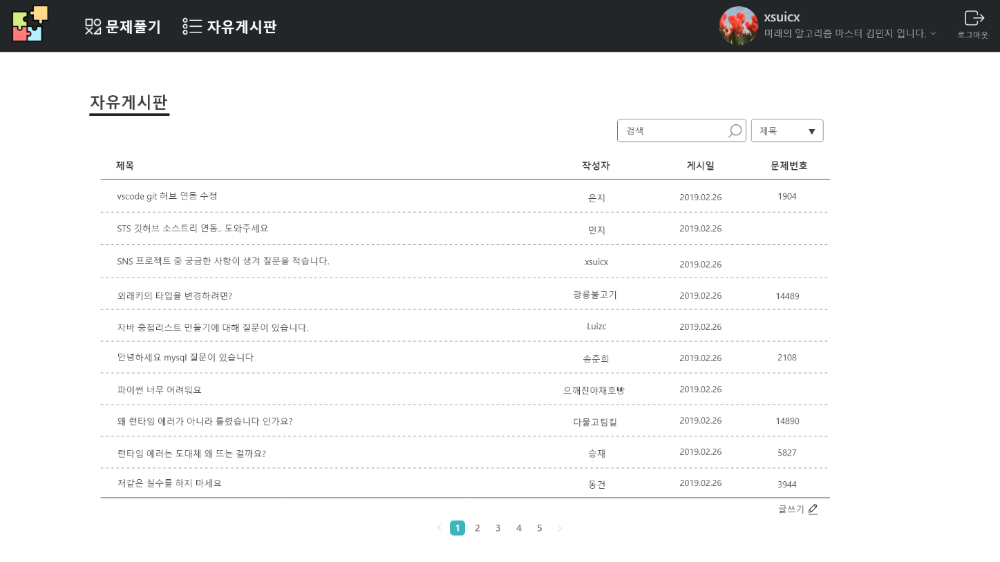 문제풀기 자유게시판 xsuicx
미래의 알고리즘 마스터 김민지 입니다. 로그아웃
자유게시판
검색 제목 ▼
제목 작성자 게시일 문제번호
vscode git 허브 연동 수정 은지 2019.02.26 1904
STS 깃허브 소스트리 연동.. 도와주세요 민지 2019.02.26
SNS 프로젝트 중 궁금한 사항이 생겨 질문을 적습니다. xsuicx 2019.02.26
외래키의 타입을 변경하려면? 광릉불고기 2019.02.26 14489
자바 중첩리스트 만들기에 대해 질문이 있습니다. Luizc 2019.02.26
안녕하세요 mysql 질문이 있습니다 송준희 2019.02.26 2108
파이썬 너무 어려워요 으깨진야채호빵 2019.02.26
왜 런타임 에러가 아니라 틀렸습니다 인가요? 다물고팀킬 2019.02.26 14890
런타임 에러는 도대체 왜 뜨는 걸까요? 승재 2019.02.26 5827
저같은 실수를 하지 마세요 동건 2019.02.26 3944
글쓰기
1 2 3 4 5